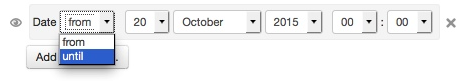 Date from 20 October 2015 00 : 00
from
until
Add .